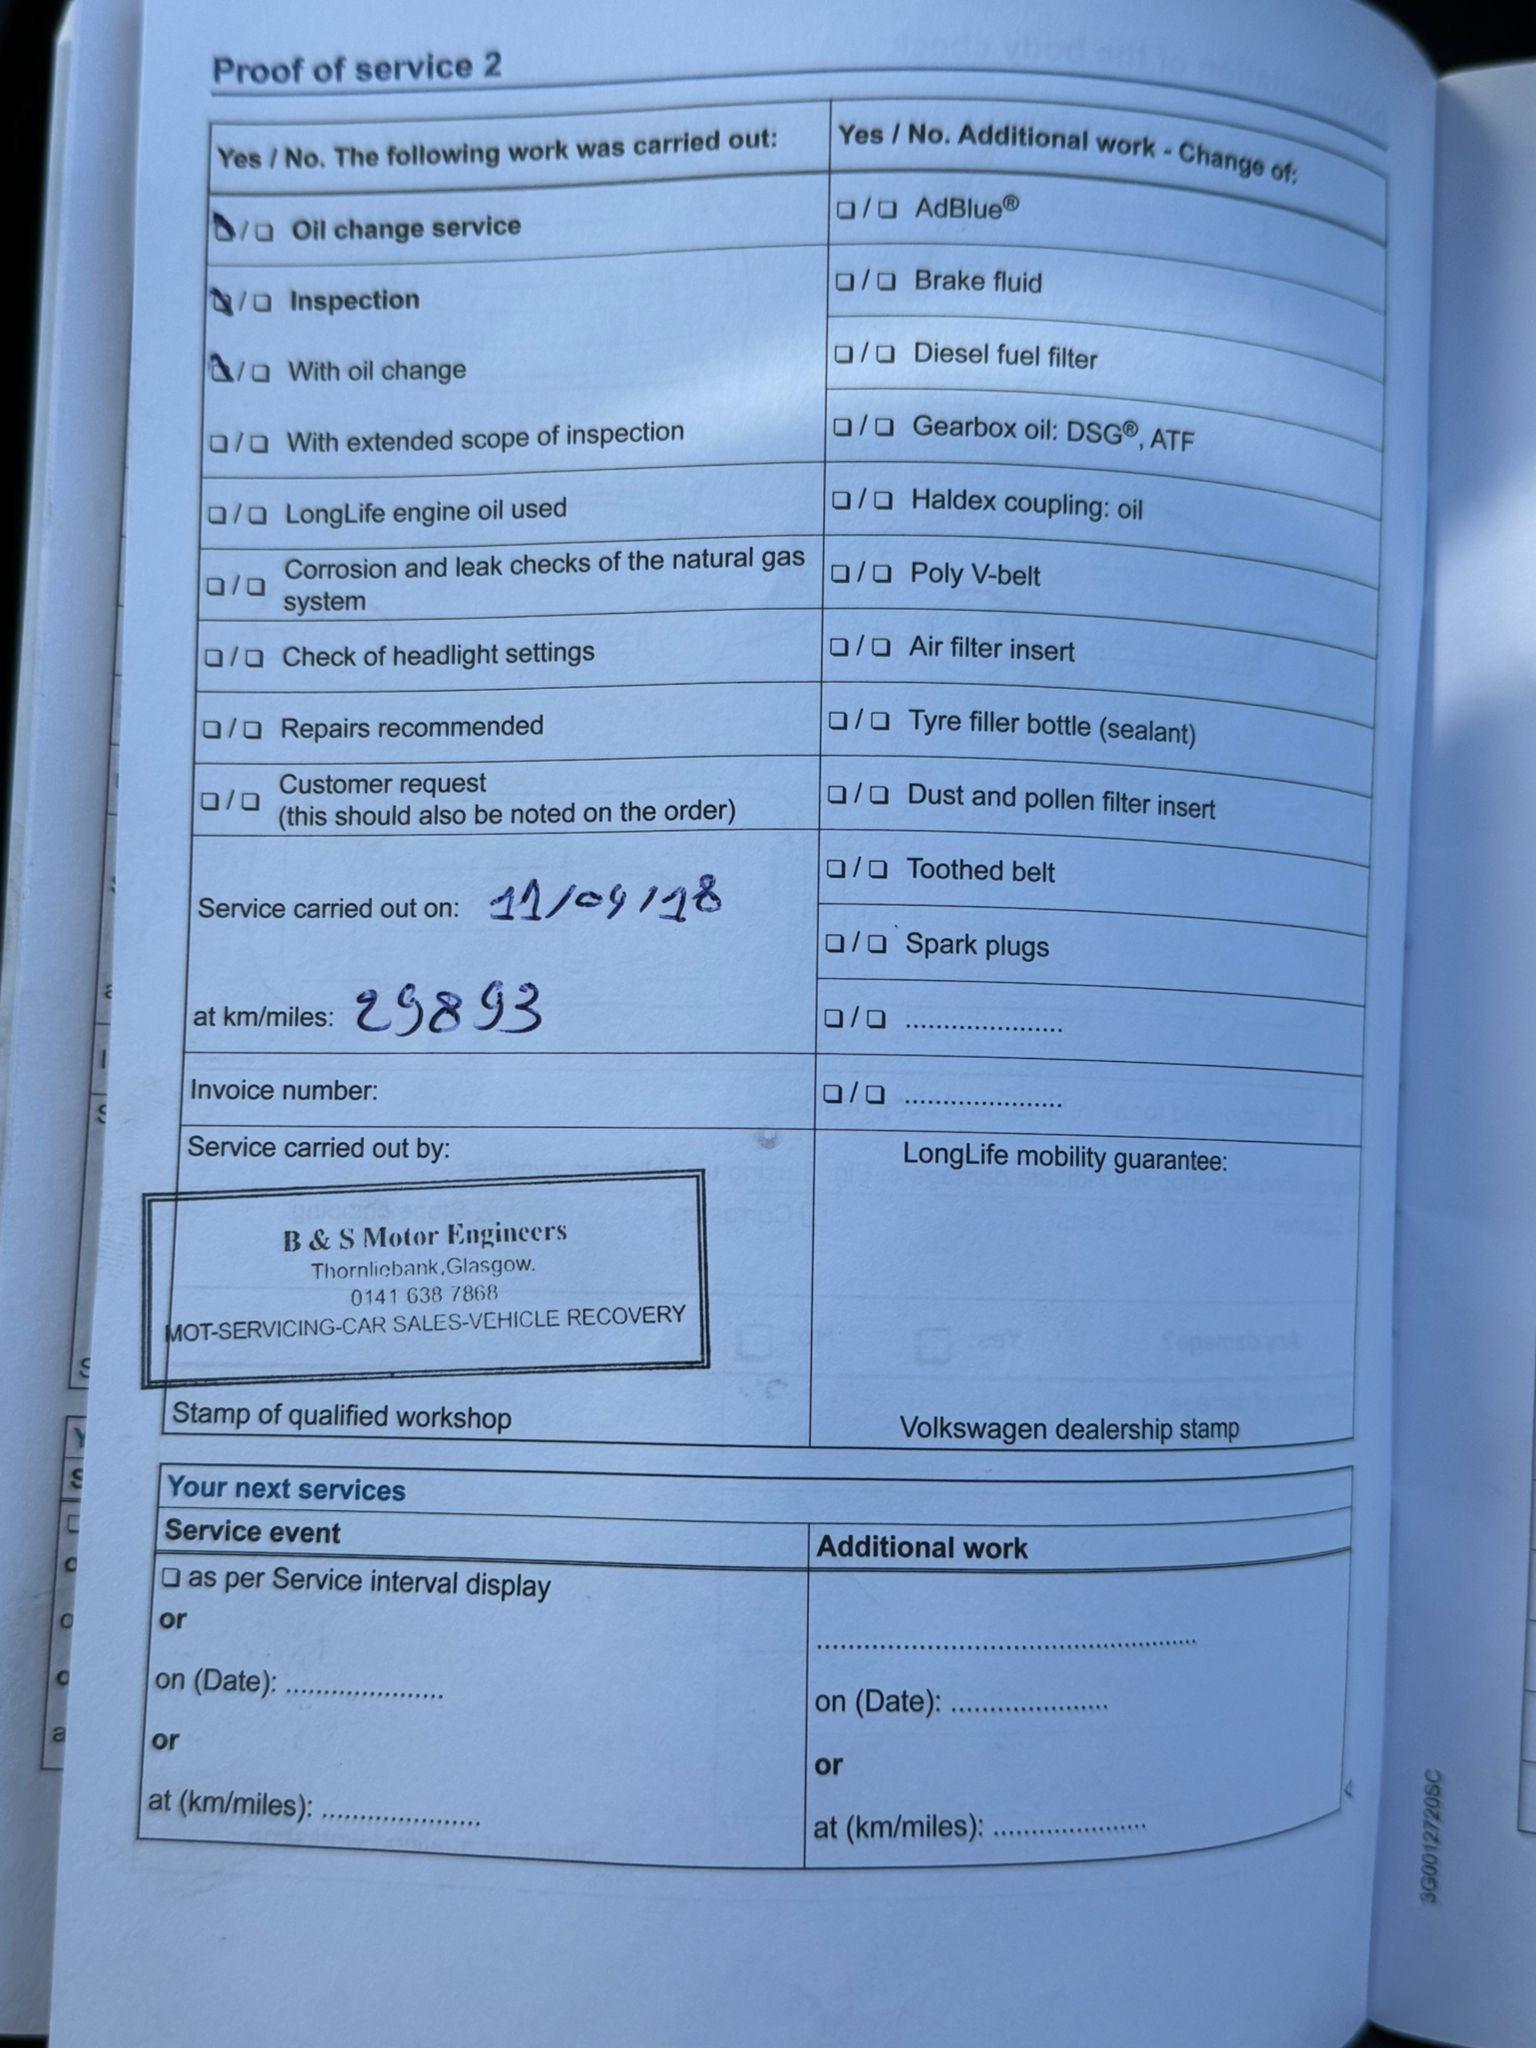 Proof of service 2
Yes / No. The following work was carried out:
❏ / ❏ Oil change service
❏ / ❏ Inspection
❏ / ❏ With oil change
❏ / ❏ With extended scope of inspection
❏ / ❏ LongLife engine oil used
❏ / ❏ Corrosion and leak checks of the natural gas
system
❏ / ❏ Check of headlight settings
❏ / ❏ Repairs recommended
❏ / ❏ Customer request
(this should also be noted on the order)
Service carried out on: 11/04/18
at km/miles: 29893
Invoice number:
Service carried out by:
B & S Motor Engineers
Thornliebank,Glasgow.
0141 638 7868
MOT-SERVICING-CAR SALES-VEHICLE RECOVERY
Stamp of qualified workshop
Yes / No. Additional work - Change of:
❏ / ❏ AdBlue®
❏ / ❏ Brake fluid
❏ / ❏ Diesel fuel filter
❏ / ❏ Gearbox oil: DSG®, ATF
❏ / ❏ Haldex coupling: oil
❏ / ❏ Poly V-belt
❏ / ❏ Air filter insert
❏ / ❏ Tyre filler bottle (sealant)
❏ / ❏ Dust and pollen filter insert
❏ / ❏ Toothed belt
❏ / ❏ Spark plugs
❏ / ❏ .....................
❏ / ❏ .....................
LongLife mobility guarantee:
Volkswagen dealership stamp
Your next services
Service event
❏ as per Service interval display
or
on (Date): .....................
or
at (km/miles): .....................
Additional work
..................................................
on (Date): .....................
or
at (km/miles): .....................
3G0012720SC